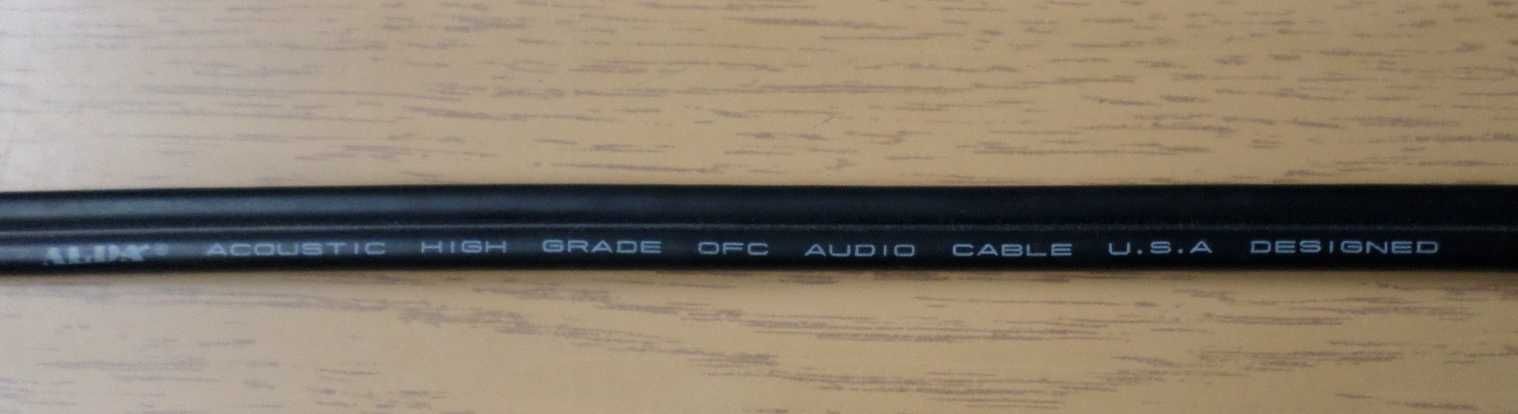 ACOUSTIC HIGH GRADE OFC AUDIO CABLE U.S.A DESIGNED